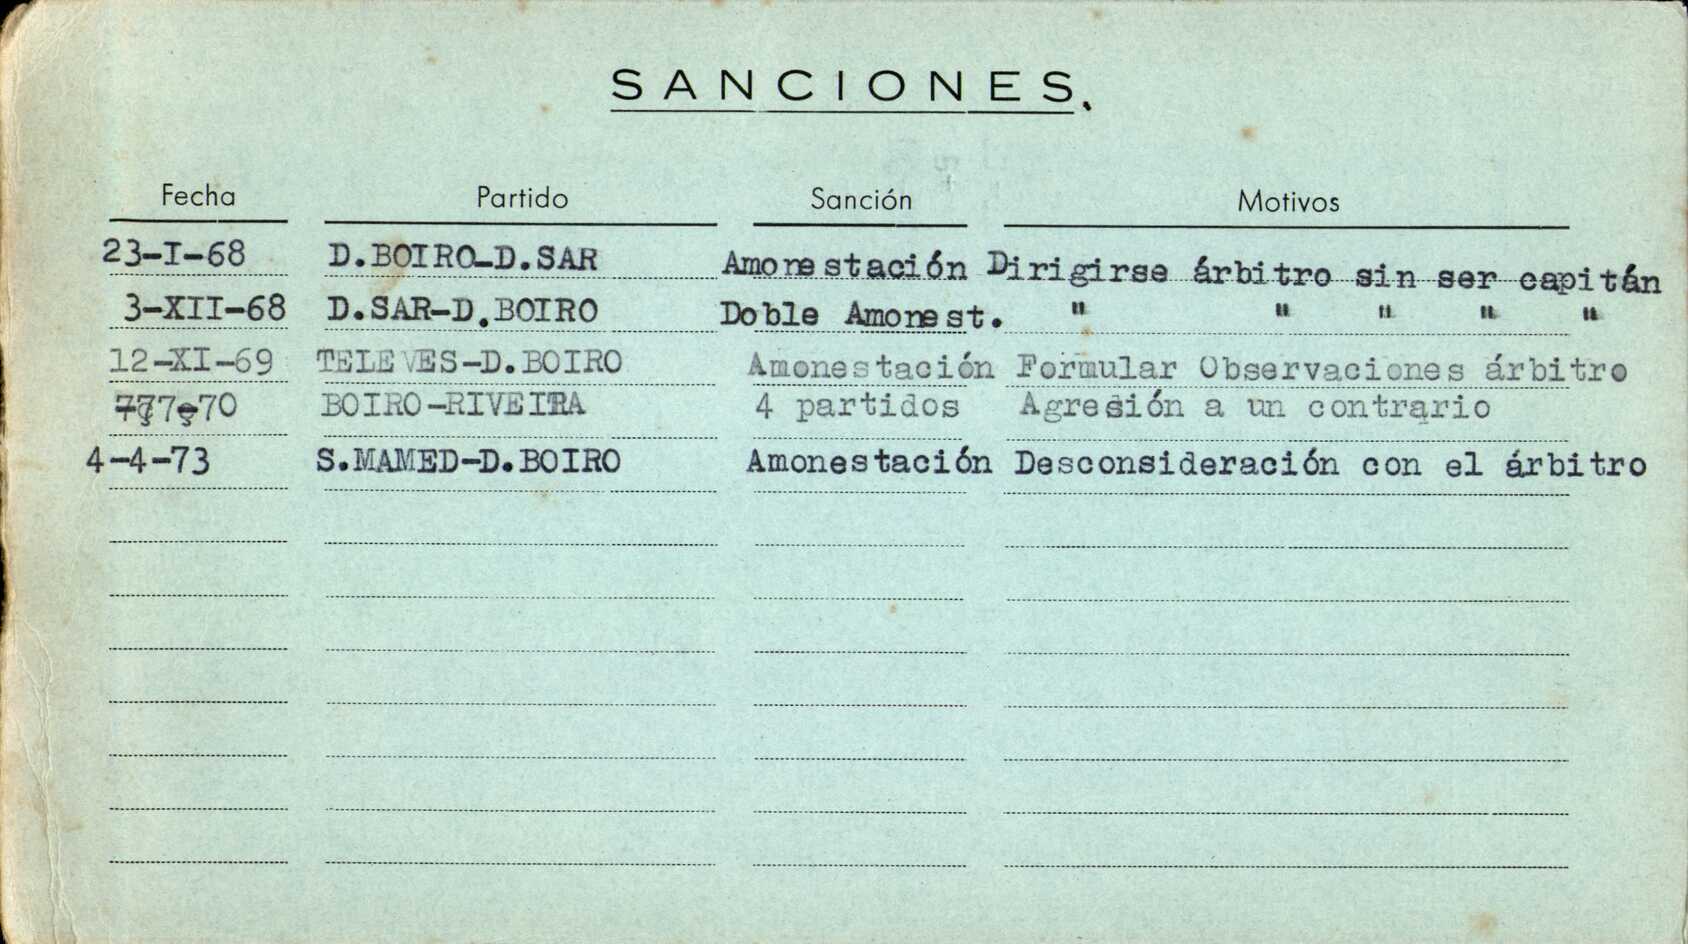 SANCIONES.
Fecha Partido Sanción Motivos
23-I-68 D.BOIRO-D.SAR Amonestación Dirigirse árbitro sin ser capitán
3-XII-68 D.SAR-D.BOIRO Doble Amonest. " " " " "
12-XI-69 TELEVES-D.BOIRO Amonestación Formular Observaciones árbitro
BOIRO-RIVEIRA 4 partidos Agresión a un contrario
4-4-73 S.MAMED-D.BOIRO Amonestación Desconsideración con el árbitro